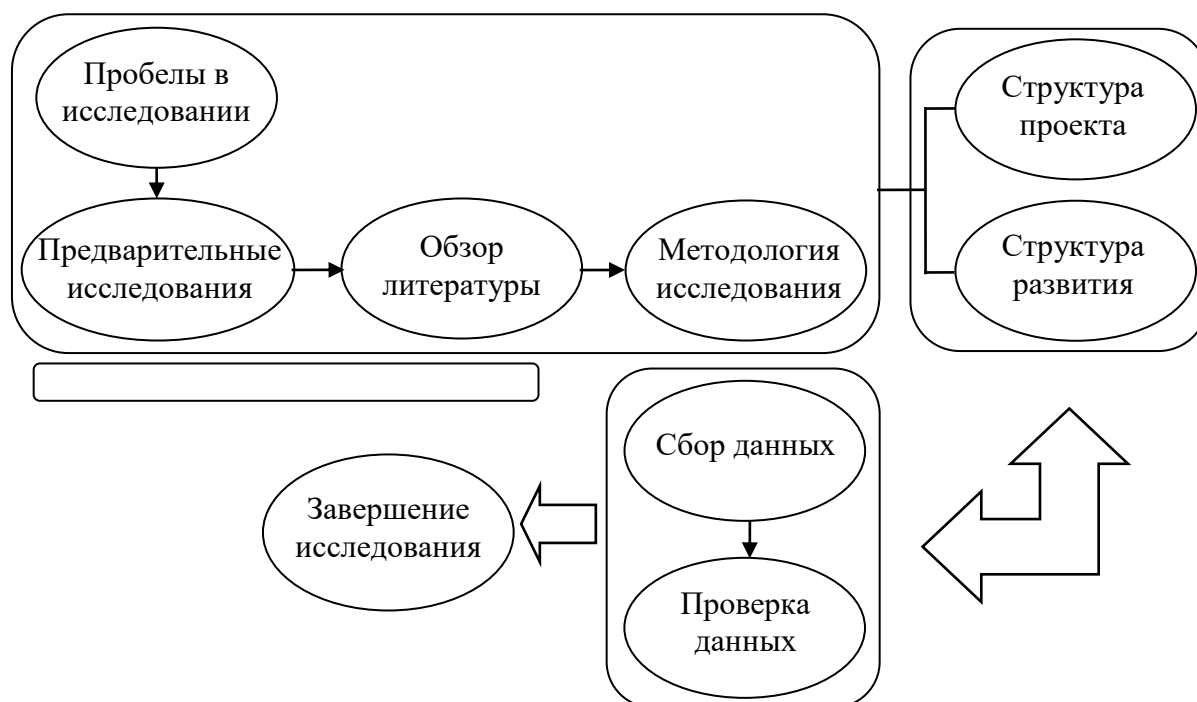 Пробелы в
исследовании
Предварительные
исследования
Обзор
литературы
Методология
исследования
Структура
проекта
Структура
развития
Сбор данных
Проверка
данных
Завершение
исследования